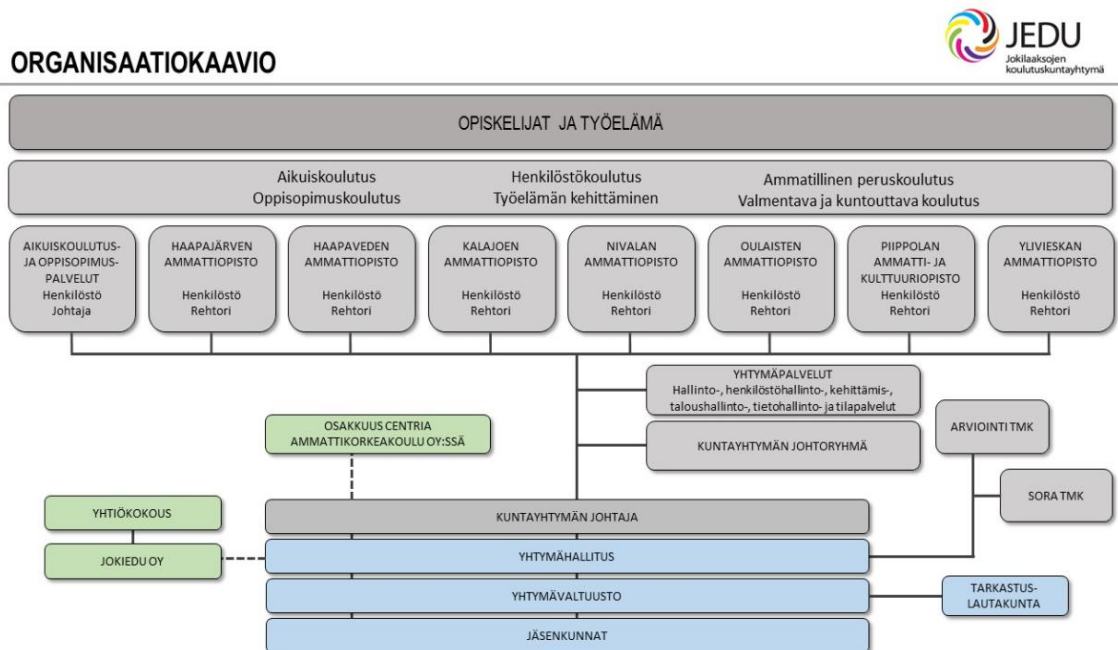 ORGANISAATIOKAAVIO
JEDU
Jokilaaksojen
koulutuskuntayhtymä
OPISKELIJAT JA TYÖELÄMÄ
Aikuiskoulutus
Oppisopimuskoulutus
Henkilöstökoulutus
Työelämän kehittäminen
Ammatillinen peruskoulutus
Valmentava ja kuntouttava koulutus
AIKUISKOULUTUS-
JA OPPISOPIMUS-
PALVELUT
Henkilöstö
Johtaja
HAAPAJÄRVEN
AMMATTIOPISTO
Henkilöstö
Rehtori
HAAPAVEDEN
AMMATTIOPISTO
Henkilöstö
Rehtori
KALAJOEN
AMMATTIOPISTO
Henkilöstö
Rehtori
NIVALAN
AMMATTIOPISTO
Henkilöstö
Rehtori
OULAISTEN
AMMATTIOPISTO
Henkilöstö
Rehtori
PIIPPOLAN
AMMATTI- JA
KULTTUURIOPISTO
Henkilöstö
Rehtori
YLIVIESKAN
AMMATTIOPISTO
Henkilöstö
Rehtori
YHTYMÄPALVELUT
Hallinto-, henkilöstöhallinto-, kehittämis-,
taloushallinto-, tietohallinto- ja tilapalvelut
OSAKKUUS CENTRIA
AMMATTIKORKEAKOULU OY:SSÄ
KUNTAYHTYMÄN JOHTORYHMÄ
ARVIOINTI TMK
SORA TMK
YHTIÖKOKOUS
KUNTAYHTYMÄN JOHTAJA
JOKIEDU OY
YHTYMÄHALLITUS
YHTYMÄVALTUUSTO
TARKASTUS-
LAUTAKUNTA
JÄSENKUNNAT